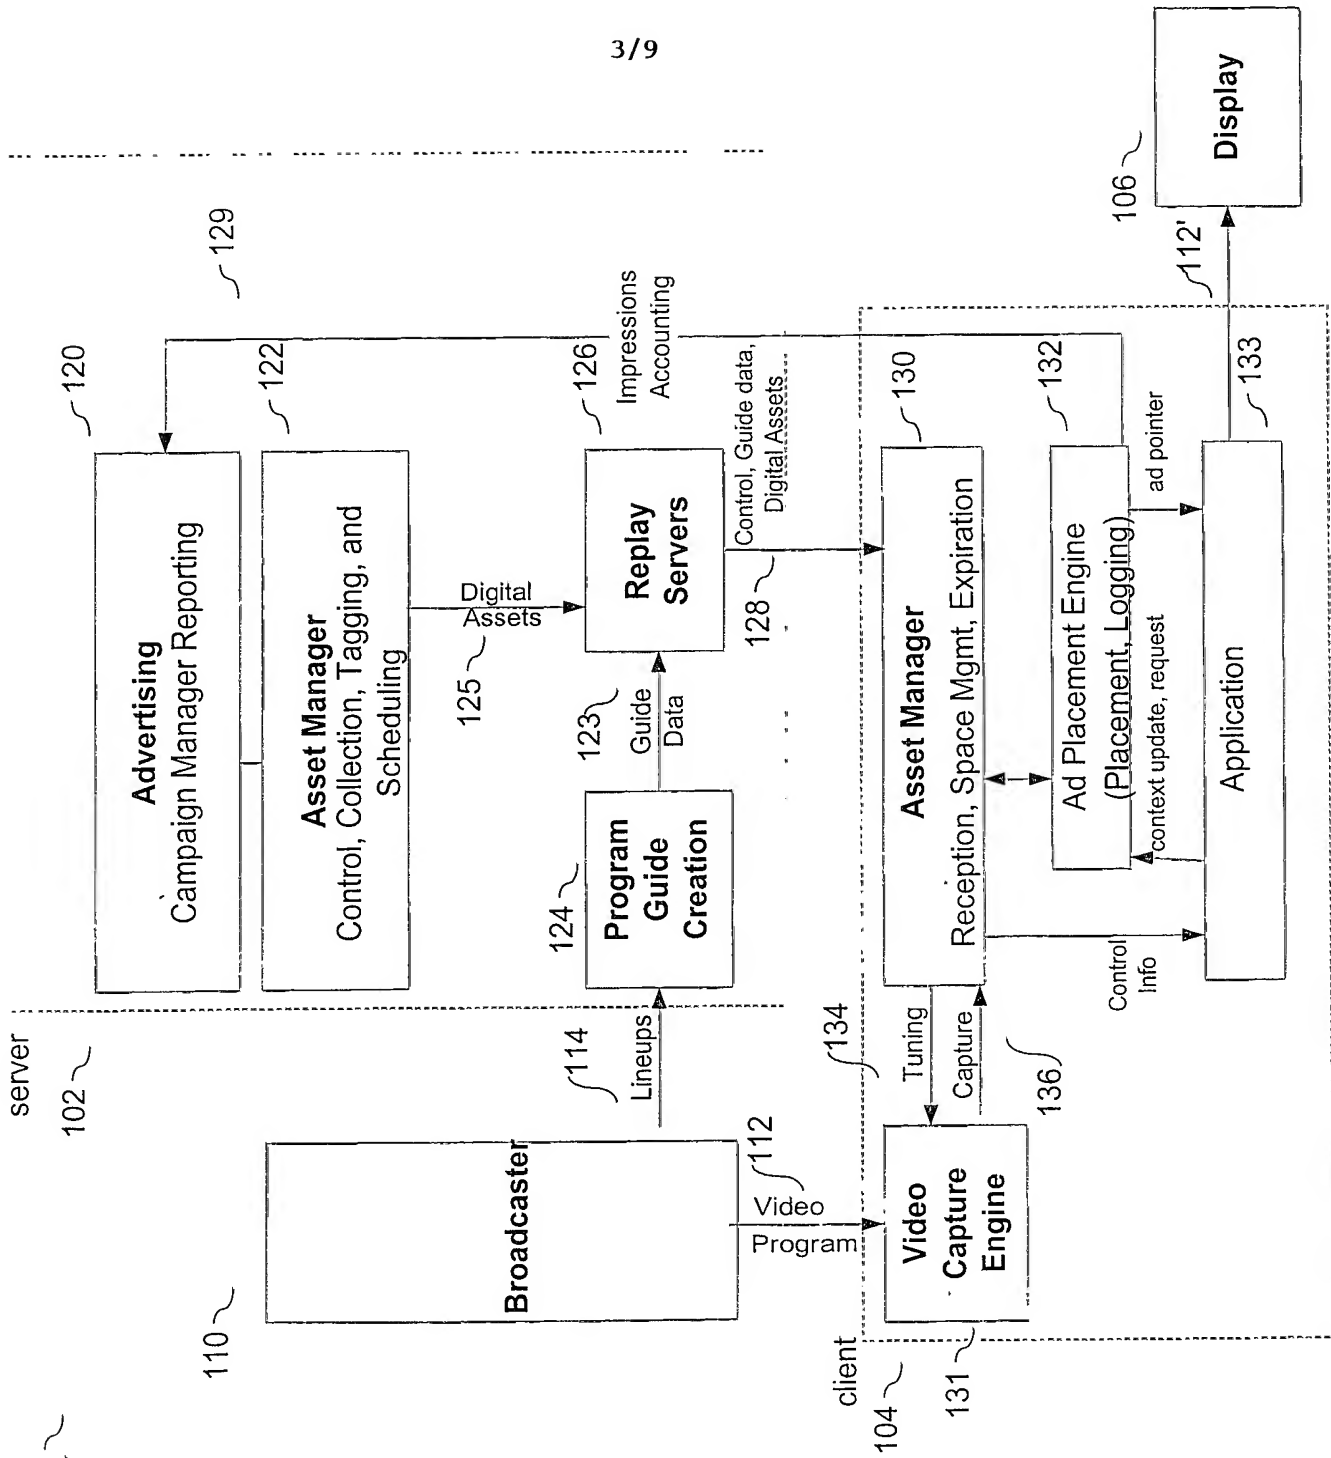 3/9
server
102
120
Advertising
Campaign Manager Reporting
129
122
Asset Manager
Control, Collection, Tagging, and
Scheduling
110
Broadcaster
114
Lineups
124
Program
Guide
Creation
123
Guide
Data
125
Digital
Assets
126
Replay
Servers
Impressions
Accounting
112
Video
Program
128
Control, Guide data,
Digital Assets
client
104
131
Video
Capture
Engine
134
Tuning
Capture
136
130
Asset Manager
Reception, Space Mgmt, Expiration
132
Ad Placement Engine
(Placement, Logging)
Control
Info
context update, request
ad pointer
133
Application
112'
106
Display